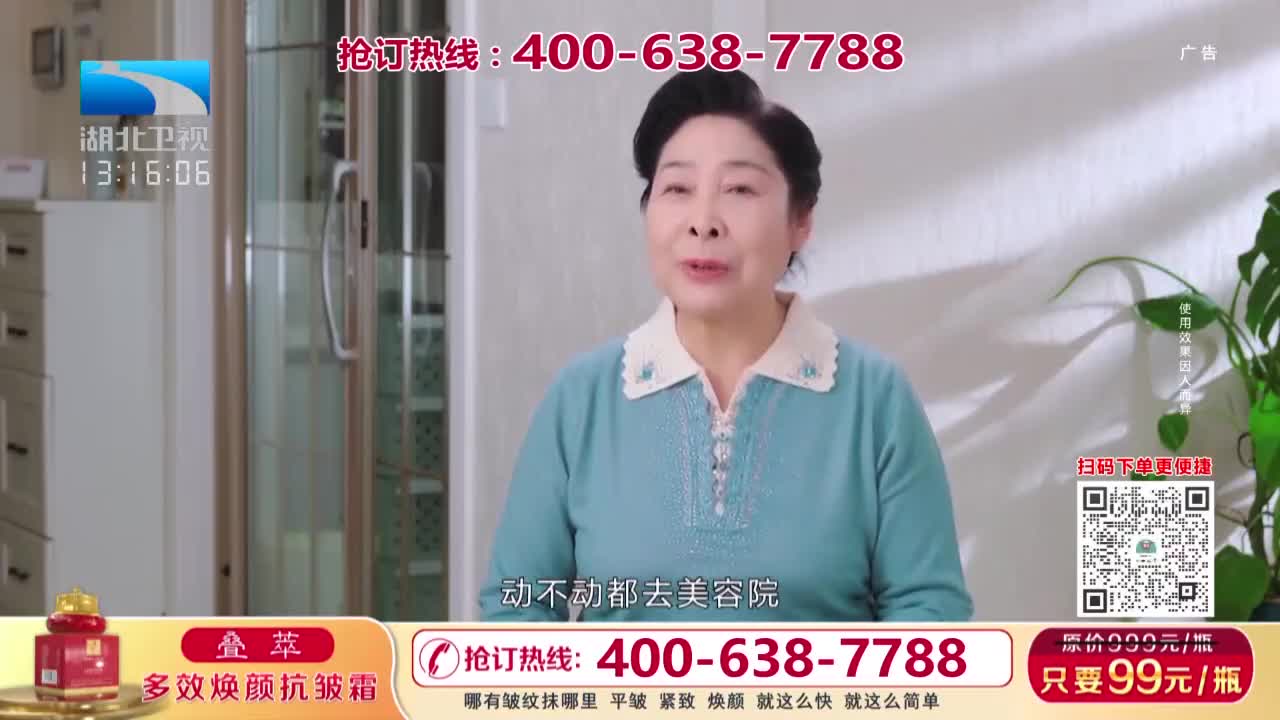 抢订热线：400-638-7788
广告
湖北卫视
13:16:06
使用效果因人而异
扫码下单更便捷
动不动都去美容院
叠萃
多效焕颜抗皱霜
抢订热线：400-638-7788
哪有皱纹抹哪里 平皱 紧致 焕颜 就这么快 就这么简单
原价999元/瓶
只要99元/瓶